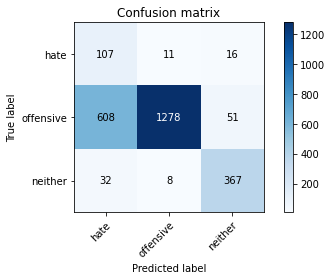 Confusion matrix
True label
hate 107 11 16
offensive 608 1278 51
neither 32 8 367
hate offensive neither
Predicted label
1200
1000
800
600
400
200